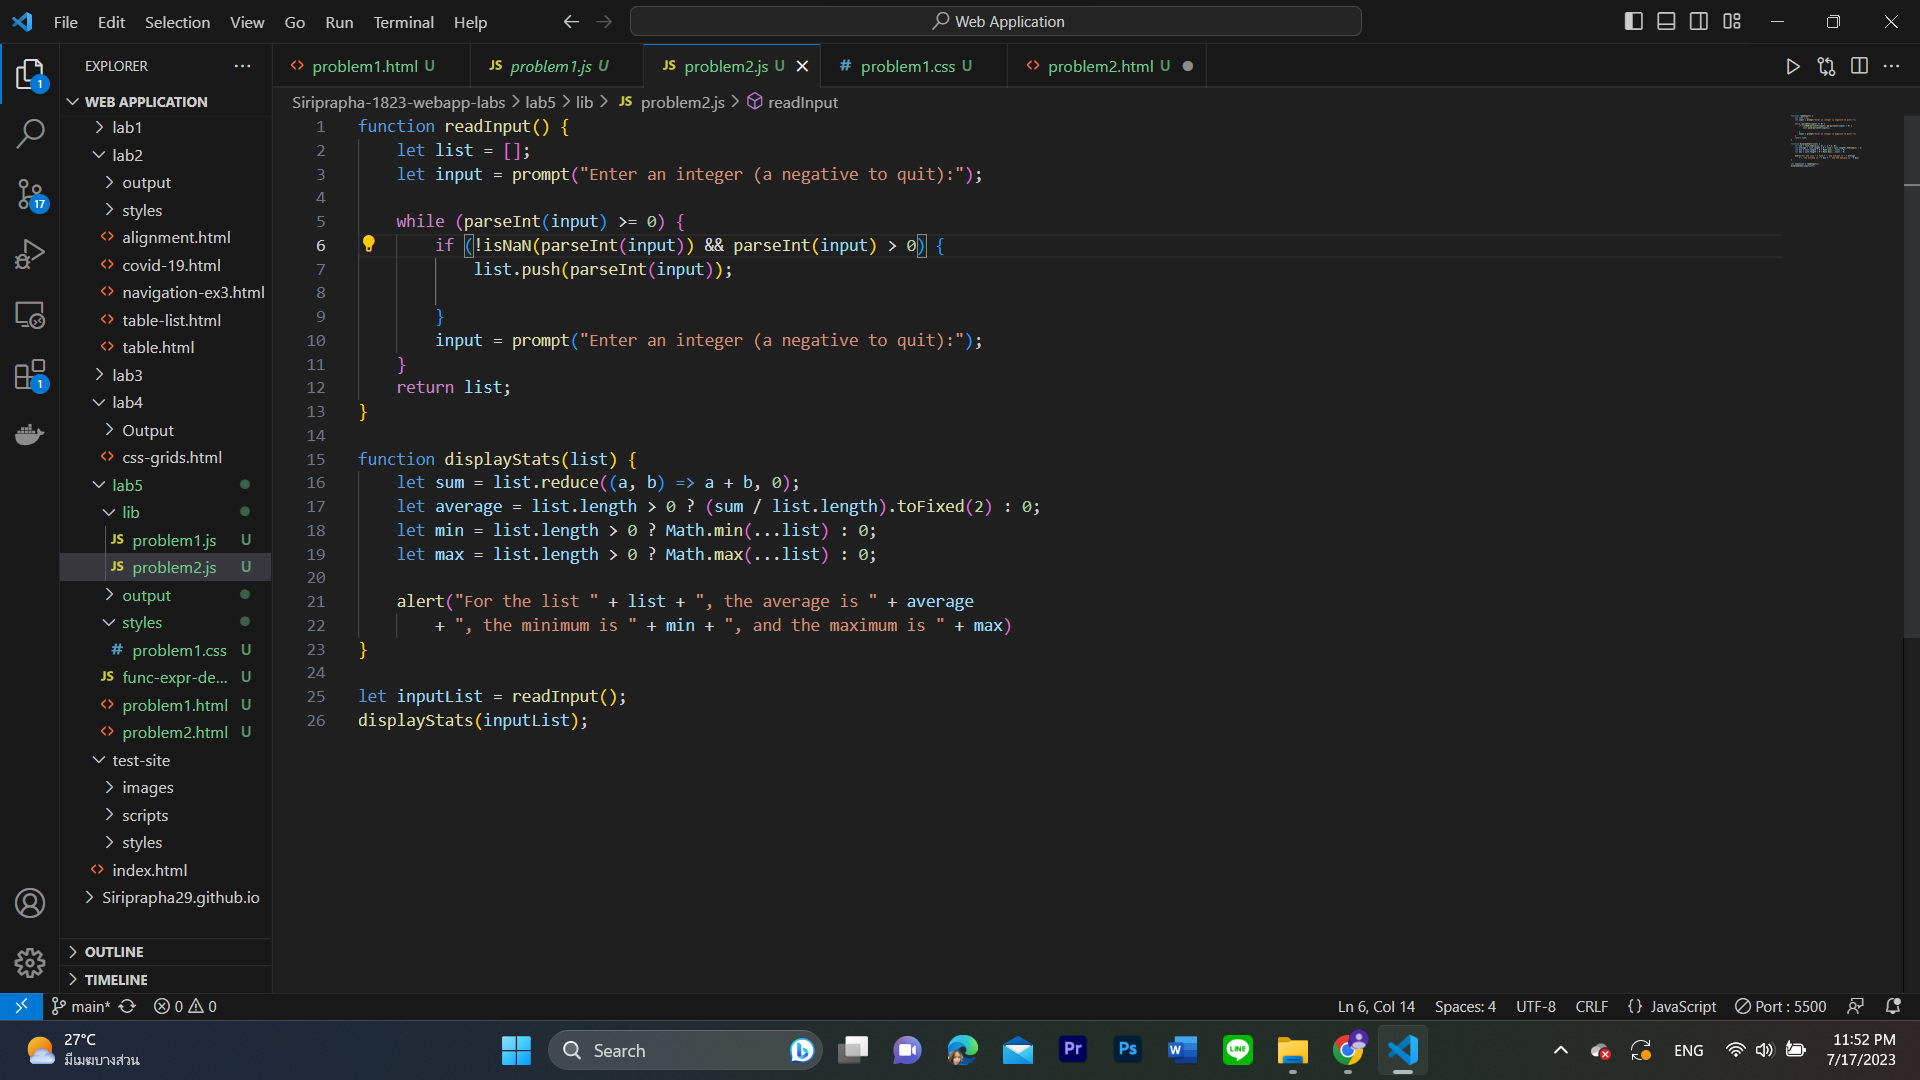 File Edit Selection View Go Run Terminal Help
Web Application
EXPLORER
WEB APPLICATION
lab1
lab2
output
styles
alignment.html
covid-19.html
navigation-ex3.html
table-list.html
table.html
lab3
lab4
Output
css-grids.html
lab5
lib
JS problem1.js U
JS problem2.js U
output
styles
# problem1.css U
JS func-expr-de... U
problem1.html U
problem2.html U
test-site
images
scripts
styles
index.html
Siriprapha29.github.io
OUTLINE
TIMELINE
1
17
1
problem1.html U JS problem1.js U JS problem2.js U # problem1.css U problem2.html U
Siriprapha-1823-webapp-labs > lab5 > lib > JS problem2.js > readInput
1 function readInput() {
2 let list = [];
3 let input = prompt("Enter an integer (a negative to quit):");
4
5 while (parseInt(input) >= 0) {
6 if (!isNaN(parseInt(input)) && parseInt(input) > 0) {
7 list.push(parseInt(input));
8
9 }
10 input = prompt("Enter an integer (a negative to quit):");
11 }
12 return list;
13 }
14
15 function displayStats(list) {
16 let sum = list.reduce((a, b) => a + b, 0);
17 let average = list.length > 0 ? (sum / list.length).toFixed(2) : 0;
18 let min = list.length > 0 ? Math.min(...list) : 0;
19 let max = list.length > 0 ? Math.max(...list) : 0;
20
21 alert("For the list " + list + ", the average is " + average
22 + ", the minimum is " + min + ", and the maximum is " + max)
23 }
24
25 let inputList = readInput();
26 displayStats(inputList);
main* 0 0
Ln 6, Col 14 Spaces: 4 UTF-8 CRLF {} JavaScript Port : 5500
27°C
มีเมฆบางส่วน
Search
Pr
Ps
W
LINE
ENG
11:52 PM
7/17/2023